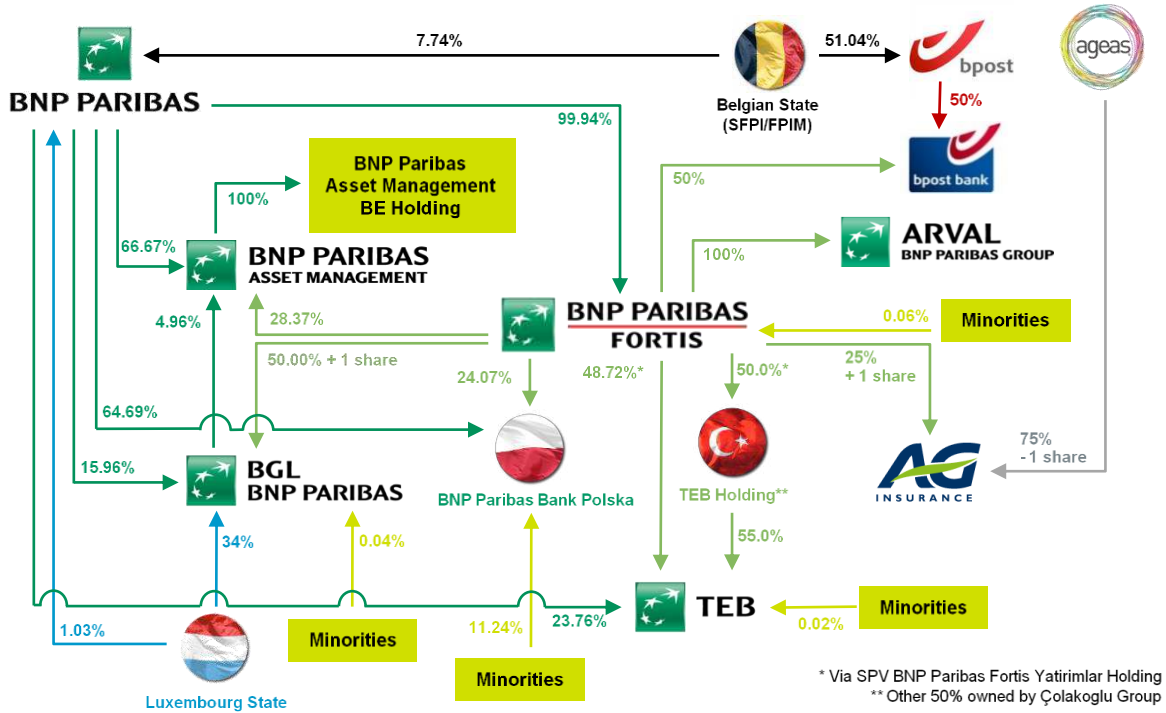 7.74%
51.04%
ageas
bpost
BNP PARIBAS
Belgian State
(SFPI/FPIM)
50%
99.94%
BNP Paribas
Asset Management
BE Holding
100%
50%
bpost bank
66.67%
BNP PARIBAS
ASSET MANAGEMENT
100%
ARVAL
BNP PARIBAS GROUP
4.96%
28.37%
BNP PARIBAS
FORTIS
0.06%
Minorities
50.00% + 1 share
24.07%
48.72%*
50.0%*
25%
+ 1 share
64.69%
75%
- 1 share
15.96%
BGL
BNP PARIBAS
BNP Paribas Bank Polska
TEB Holding**
AG
INSURANCE
34%
0.04%
55.0%
TEB
Minorities
1.03%
Minorities
11.24%
23.76%
0.02%
Minorities
Luxembourg State
* Via SPV BNP Paribas Fortis Yatirimlar Holding
** Other 50% owned by Çolakoglu Group